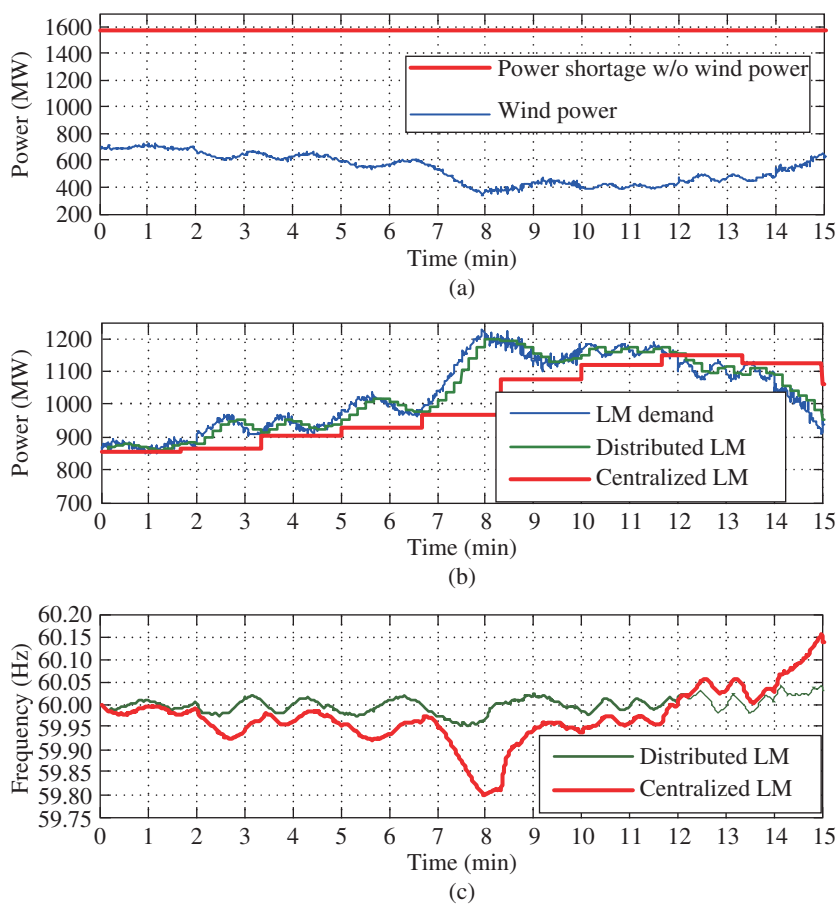 1600
1400
1200
1000
800
600
400
200
Power (MW)
Power shortage w/o wind power
Wind power
0 1 2 3 4 5 6 7 8 9 10 11 12 13 14 15
Time (min)
(a)
1200
1100
1000
900
800
700
Power (MW)
LM demand
Distributed LM
Centralized LM
0 1 2 3 4 5 6 7 8 9 10 11 12 13 14 15
Time (min)
(b)
60.20
60.15
60.10
60.05
60.00
59.95
59.90
59.85
59.80
59.75
Frequency (Hz)
Distributed LM
Centralized LM
0 1 2 3 4 5 6 7 8 9 10 11 12 13 14 15
Time (min)
(c)